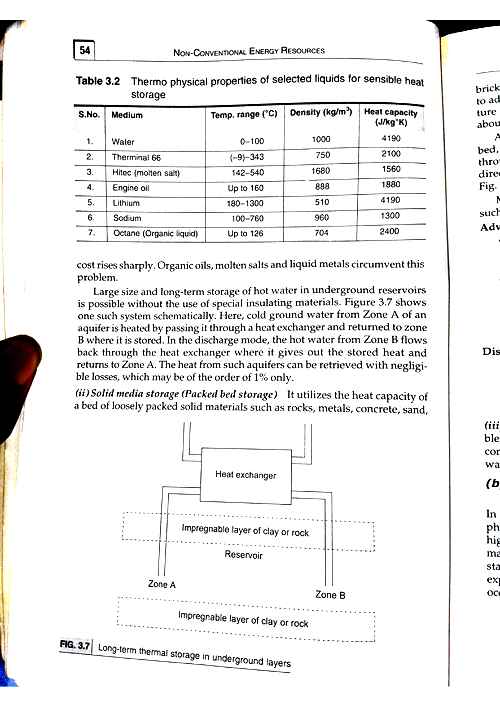 54
NON-CONVENTIONAL ENERGY RESOURCES
Table 3.2 Thermo physical properties of selected liquids for sensible heat
storage
S.No. Medium Temp. range (°C) Density (kg/m³) Heat capacity
(J/kg°K)
1. Water 0–100 1000 4190
2. Therminal 66 (–9)–343 750 2100
3. Hitec (molten salt) 142–540 1680 1560
4. Engine oil Up to 160 888 1880
5. Lithium 180–1300 510 4190
6. Sodium 100–760 960 1300
7. Octane (Organic liquid) Up to 126 704 2400
cost rises sharply. Organic oils, molten salts and liquid metals circumvent this
problem.
Large size and long-term storage of hot water in underground reservoirs
is possible without the use of special insulating materials. Figure 3.7 shows
one such system schematically. Here, cold ground water from Zone A of an
aquifer is heated by passing it through a heat exchanger and returned to zone
B where it is stored. In the discharge mode, the hot water from Zone B flows
back through the heat exchanger where it gives out the stored heat and
returns to Zone A. The heat from such aquifers can be retrieved with negligi-
ble losses, which may be of the order of 1% only.
(ii) Solid media storage (Packed bed storage) It utilizes the heat capacity of
a bed of loosely packed solid materials such as rocks, metals, concrete, sand,
Heat exchanger
Impregnable layer of clay or rock
Reservoir
Zone A
Zone B
Impregnable layer of clay or rock
FIG. 3.7 Long-term thermal storage in underground layers
brick
to ad
ture
abou
A
bed,
thro
direc
Fig.
such
Adv
Dis
(iii
ble
con
wa
(b
In
ph
hig
ma
sta
exp
occ